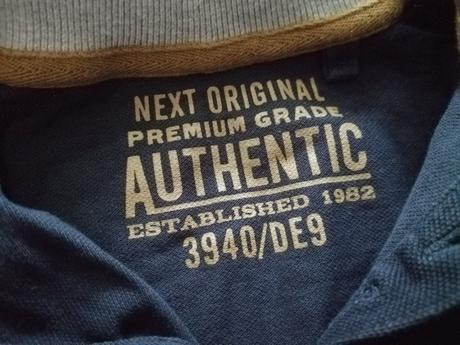 NEXT ORIGINAL
PREMIUM GRADE
AUTHENTIC
ESTABLISHED 1982
3940/DE9